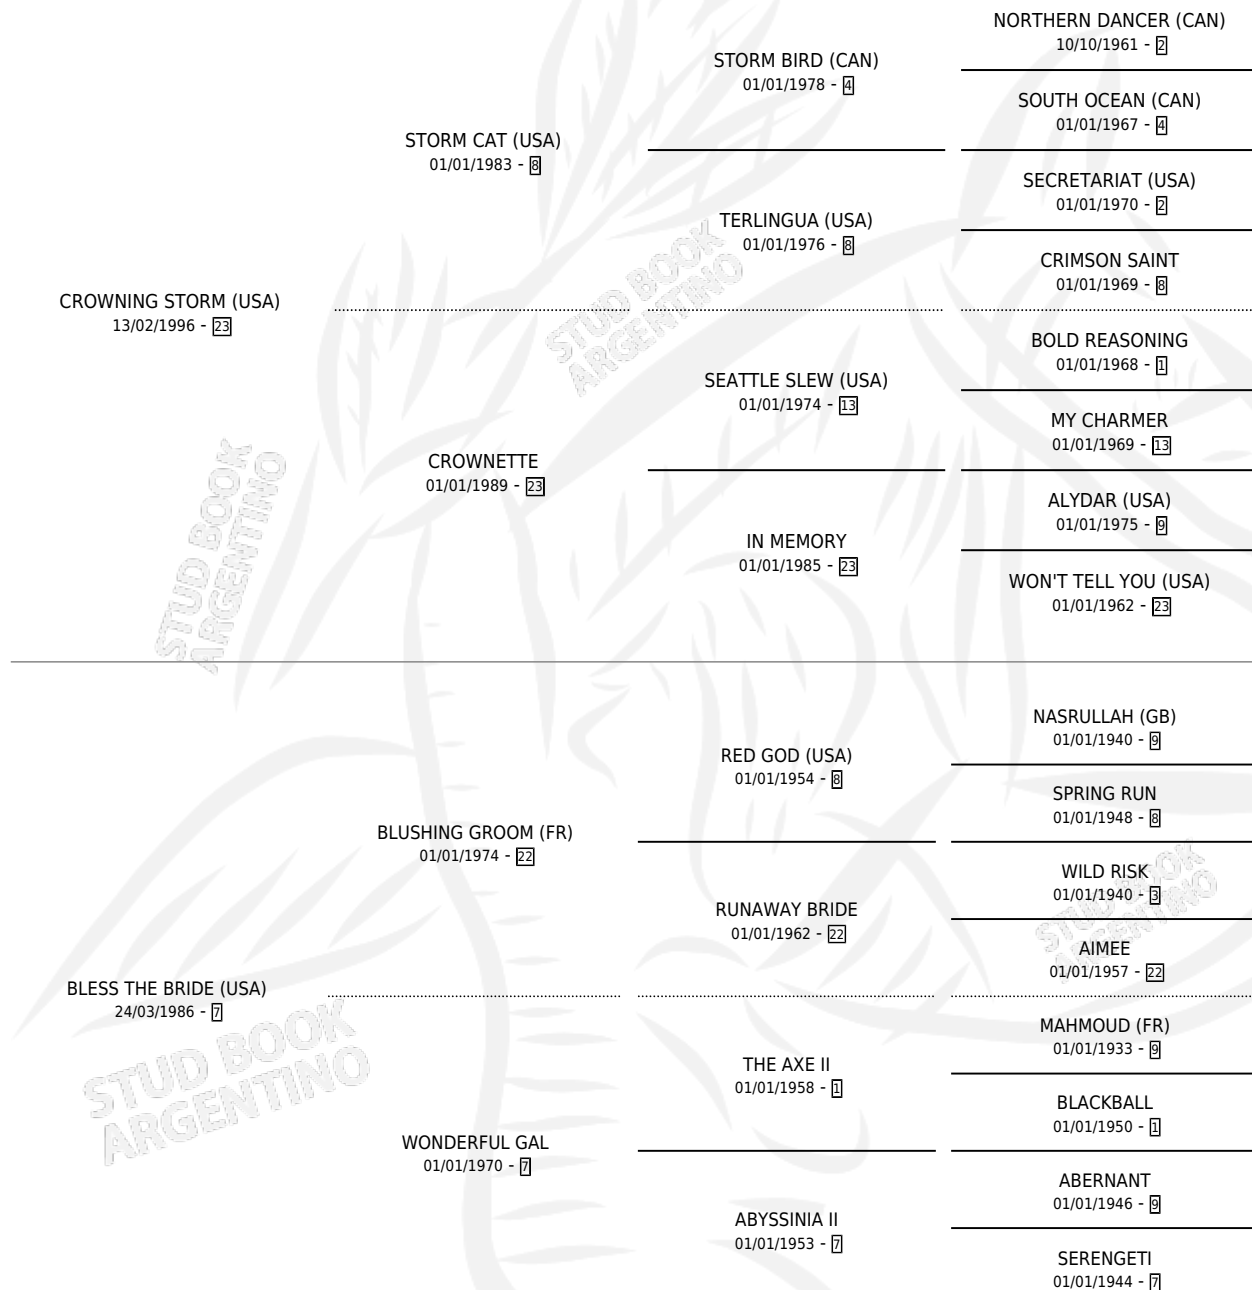 NORTHERN DANCER (CAN)
10/10/1961 - 2
STORM BIRD (CAN)
01/01/1978 - 4
SOUTH OCEAN (CAN)
01/01/1967 - 4
STORM CAT (USA)
01/01/1983 - 8
SECRETARIAT (USA)
01/01/1970 - 2
TERLINGUA (USA)
01/01/1976 - 8
CRIMSON SAINT
01/01/1969 - 8
CROWNING STORM (USA)
13/02/1996 - 23
BOLD REASONING
01/01/1968 - 1
SEATTLE SLEW (USA)
01/01/1974 - 13
MY CHARMER
01/01/1969 - 13
CROWNETTE
01/01/1989 - 23
ALYDAR (USA)
01/01/1975 - 9
IN MEMORY
01/01/1985 - 23
WON'T TELL YOU (USA)
01/01/1962 - 23
NASRULLAH (GB)
01/01/1940 - 9
RED GOD (USA)
01/01/1954 - 8
SPRING RUN
01/01/1948 - 8
BLUSHING GROOM (FR)
01/01/1974 - 22
WILD RISK
01/01/1940 - 3
RUNAWAY BRIDE
01/01/1962 - 22
AIMEE
01/01/1957 - 22
BLESS THE BRIDE (USA)
24/03/1986 - 7
MAHMOUD (FR)
01/01/1933 - 9
THE AXE II
01/01/1958 - 1
BLACKBALL
01/01/1950 - 1
WONDERFUL GAL
01/01/1970 - 7
ABERNANT
01/01/1946 - 9
ABYSSINIA II
01/01/1953 - 7
SERENGETI
01/01/1944 - 7
STUD BOOK
ARGENTINO
STUD BOOK
ARGENTINO
STUD BOOK
ARGENTINO
STUD BOOK
ARGENTINO